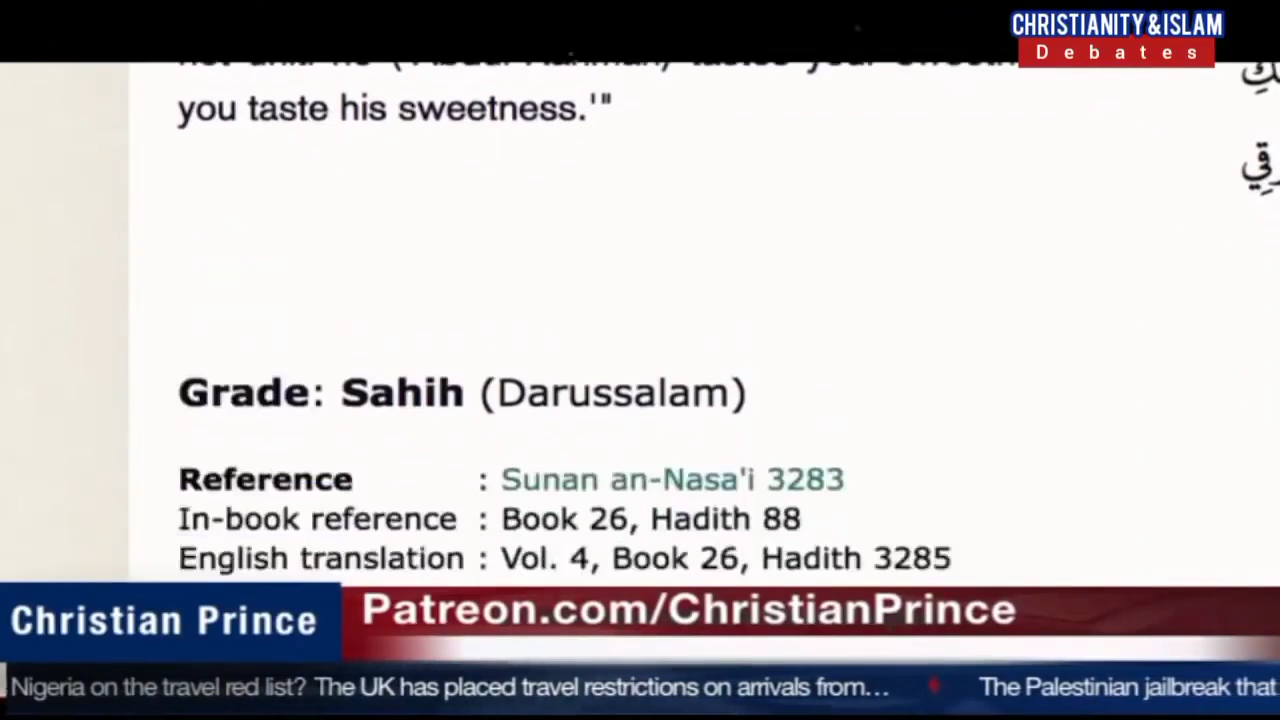 CHRISTIANITY & ISLAM
Debates
you taste his sweetness.'"
Grade: Sahih (Darussalam)
Reference : Sunan an-Nasa'i 3283
In-book reference : Book 26, Hadith 88
English translation : Vol. 4, Book 26, Hadith 3285
Christian Prince
Patreon.com/ChristianPrince
Nigeria on the travel red list? The UK has placed travel restrictions on arrivals from...
The Palestinian jailbreak that